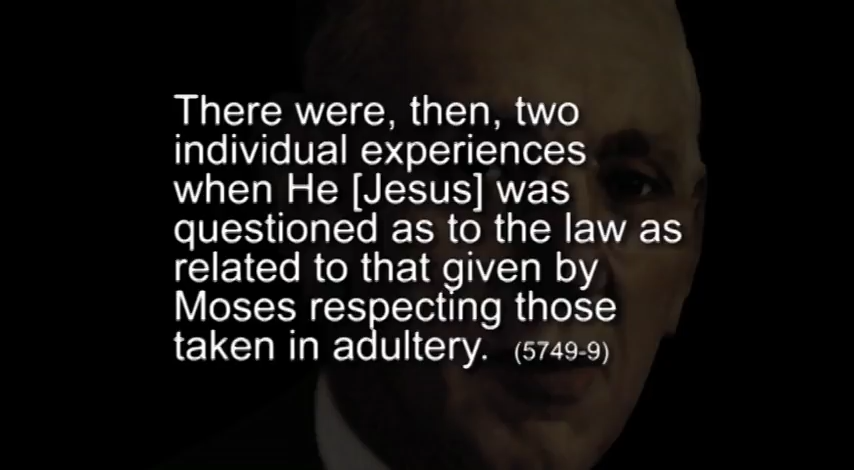 There were, then, two
individual experiences
when He [Jesus] was
questioned as to the law as
related to that given by
Moses respecting those
taken in adultery. (5749-9)